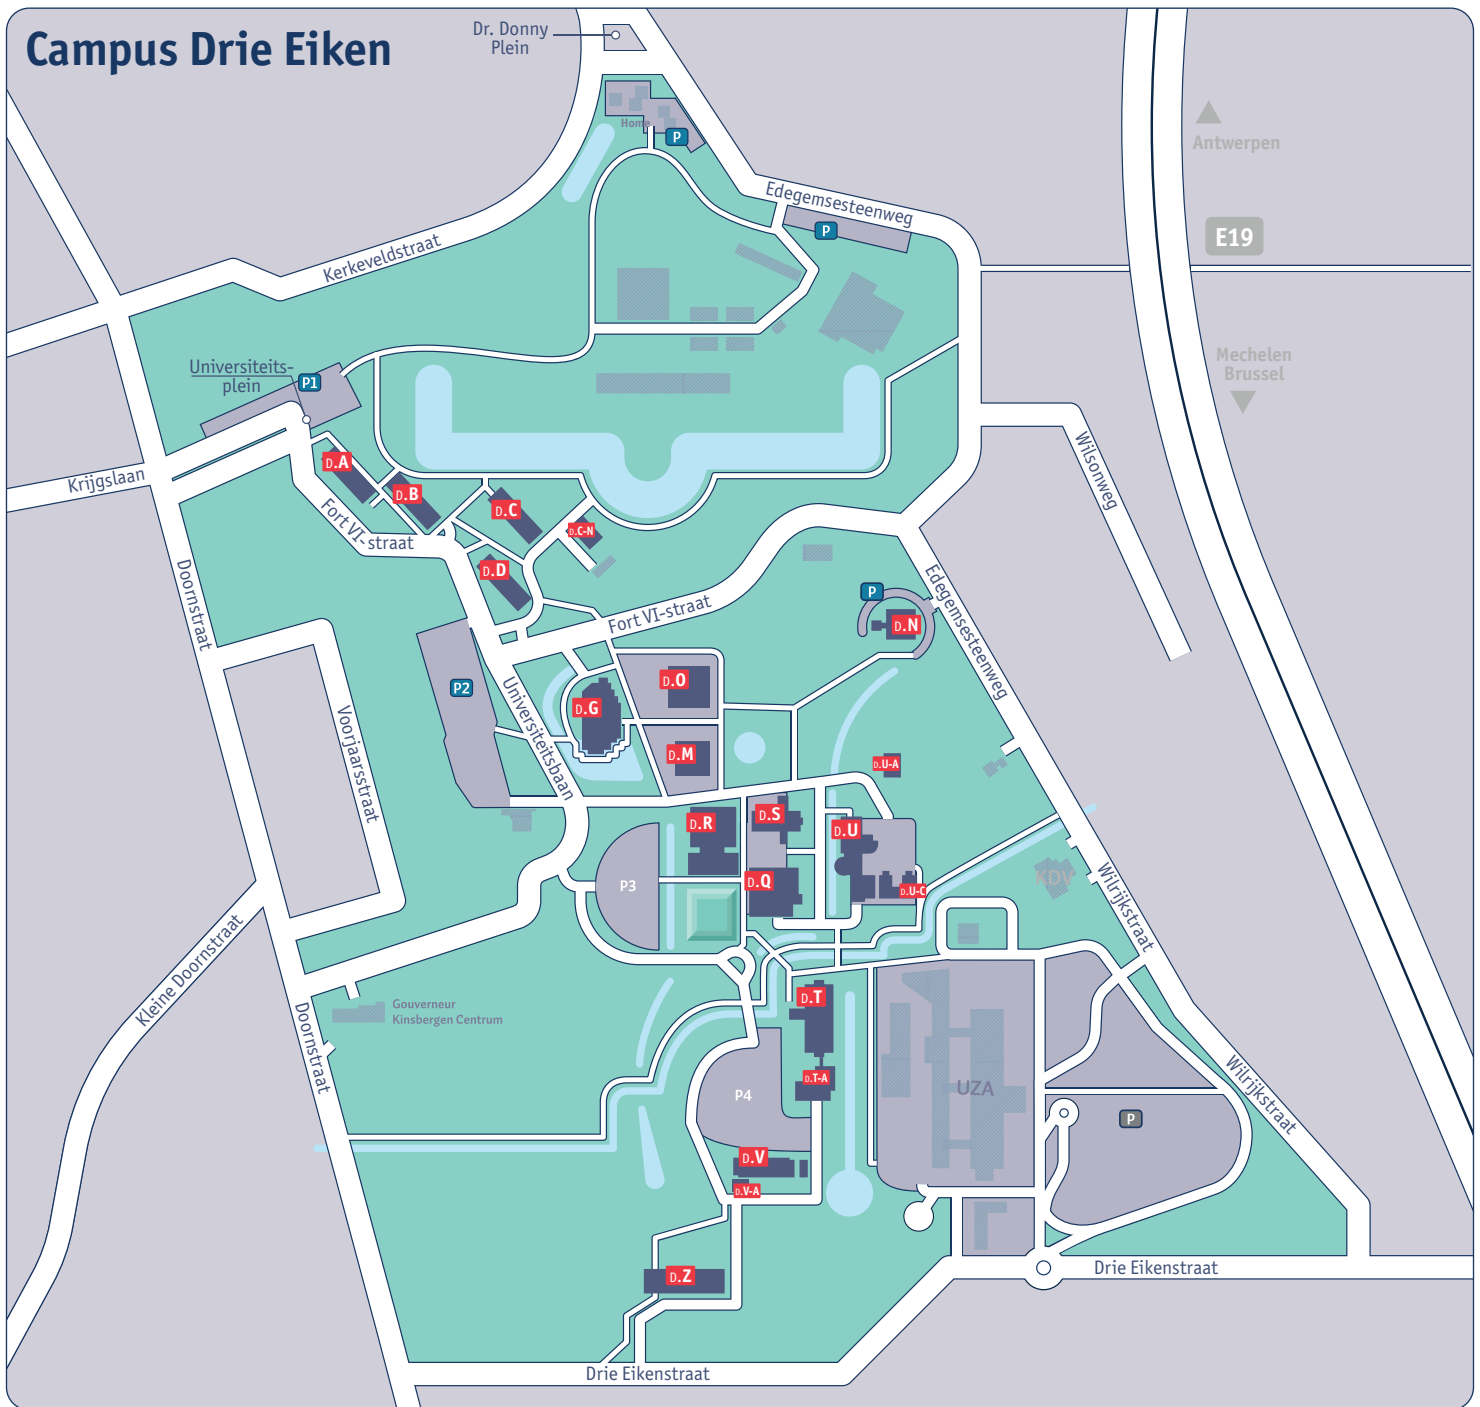 Campus Drie Eiken
Dr. Donny
Plein
Home
P
Antwerpen
Edegemsesteenweg
P
E19
Kerkeveldstraat
Mechelen
Brussel
Universiteits-
plein
P1
Wilsonweg
Krijgslaan
D.A
D.B
D.C
D.C-N
Fort VI-straat
D.D
Doornstraat
Edegemsesteenweg
P
D.N
Fort VI-straat
P2
D.O
D.G
Universiteitsbaan
Voorjaarsstraat
D.M
D.U-A
D.R
D.S
D.U
P3
D.Q
D.U-C
KDV
Wilrijkstraat
Kleine Doornstraat
Gouverneur
Kinsbergen Centrum
Doornstraat
D.T
D.T-A
P4
UZA
P
Wilrijkstraat
D.V
D.V-A
D.Z
Drie Eikenstraat
Drie Eikenstraat